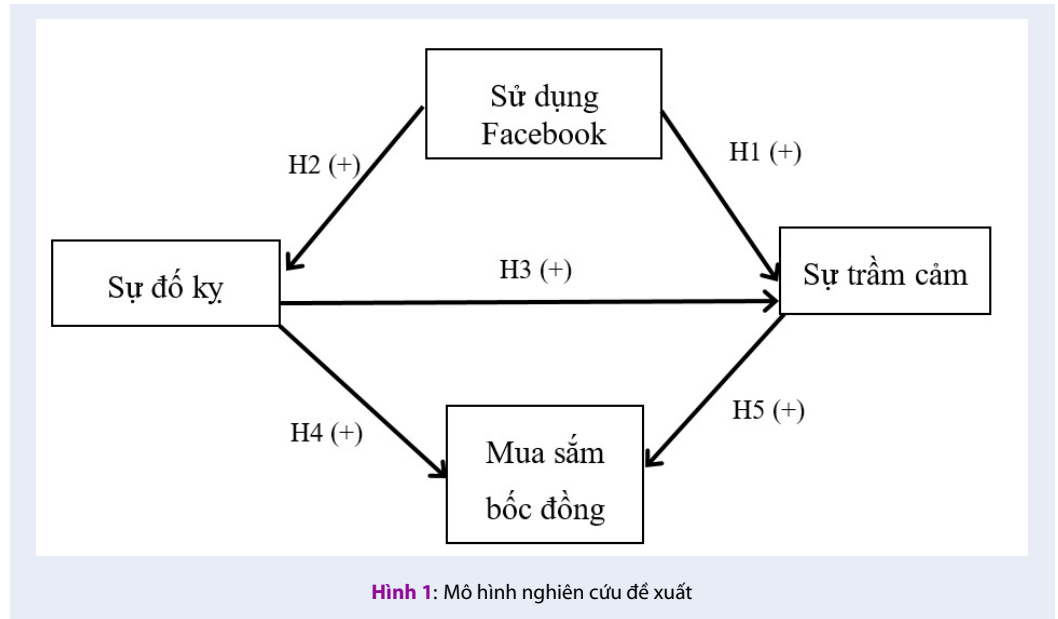 Sử dụng
Facebook
H2 (+)
H1 (+)
Sự đố kỵ
H3 (+)
Sự trầm cảm
H4 (+)
H5 (+)
Mua sắm
bốc đồng
Hình 1: Mô hình nghiên cứu đề xuất